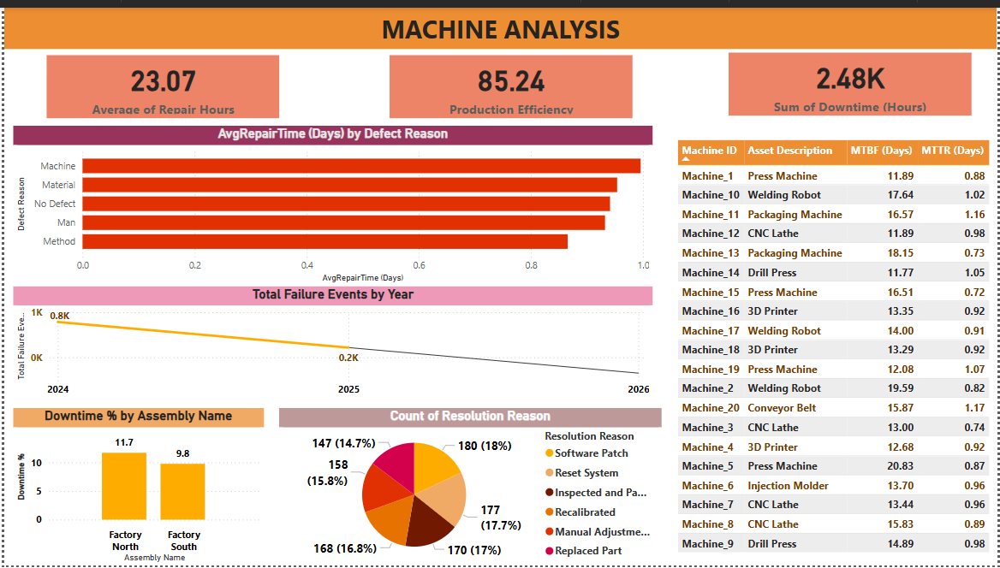 MACHINE ANALYSIS
23.07
Average of Repair Hours
85.24
Production Efficiency
2.48K
Sum of Downtime (Hours)
AvgRepairTime (Days) by Defect Reason
Defect Reason
Machine
Material
No Defect
Man
Method
0.0 0.2 0.4 0.6 0.8 1.0
AvgRepairTime (Days)
Total Failure Events by Year
Total Failure Eve...
1K
0K
0.8K
0.2K
2024 2025 2026
Downtime % by Assembly Name
Downtime %
10
5
0
11.7
9.8
Factory North
Factory South
Assembly Name
Count of Resolution Reason
180 (18%)
177
(17.7%)
170 (17%)
168 (16.8%)
158
(15.8%)
147 (14.7%)
Resolution Reason
Software Patch
Reset System
Inspected and Pa...
Recalibrated
Manual Adjustme...
Replaced Part
Machine ID Asset Description MTBF (Days) MTTR (Days)
Machine_1 Press Machine 11.89 0.88
Machine_10 Welding Robot 17.64 1.02
Machine_11 Packaging Machine 16.57 1.16
Machine_12 CNC Lathe 11.89 0.98
Machine_13 Packaging Machine 18.15 0.73
Machine_14 Drill Press 11.77 1.05
Machine_15 Press Machine 16.51 0.72
Machine_16 3D Printer 13.35 0.92
Machine_17 Welding Robot 14.00 0.91
Machine_18 3D Printer 13.29 0.92
Machine_19 Press Machine 12.08 1.07
Machine_2 Welding Robot 19.59 0.82
Machine_20 Conveyor Belt 15.87 1.17
Machine_3 CNC Lathe 13.00 0.74
Machine_4 3D Printer 12.68 0.92
Machine_5 Press Machine 20.83 0.87
Machine_6 Injection Molder 13.70 0.96
Machine_7 CNC Lathe 13.44 0.96
Machine_8 CNC Lathe 15.83 0.89
Machine_9 Drill Press 14.89 0.98